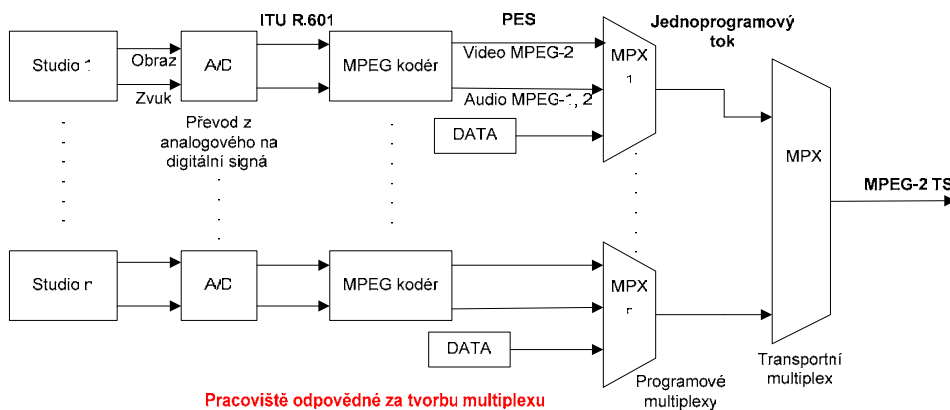 ITU R.601
PES
Jednoprogramový
tok
Studio 1
Obraz
Zvuk
A/D
MPEG kodér
Video MPEG-2
Audio MPEG-1, 2
DATA
MPX
1
Převod z
analogového na
digitální signá
MPX
MPEG-2 TS
Studio n
A/D
MPEG kodér
DATA
MPX
n
Programové
multiplexy
Transportní
multiplex
Pracoviště odpovědné za tvorbu multiplexu